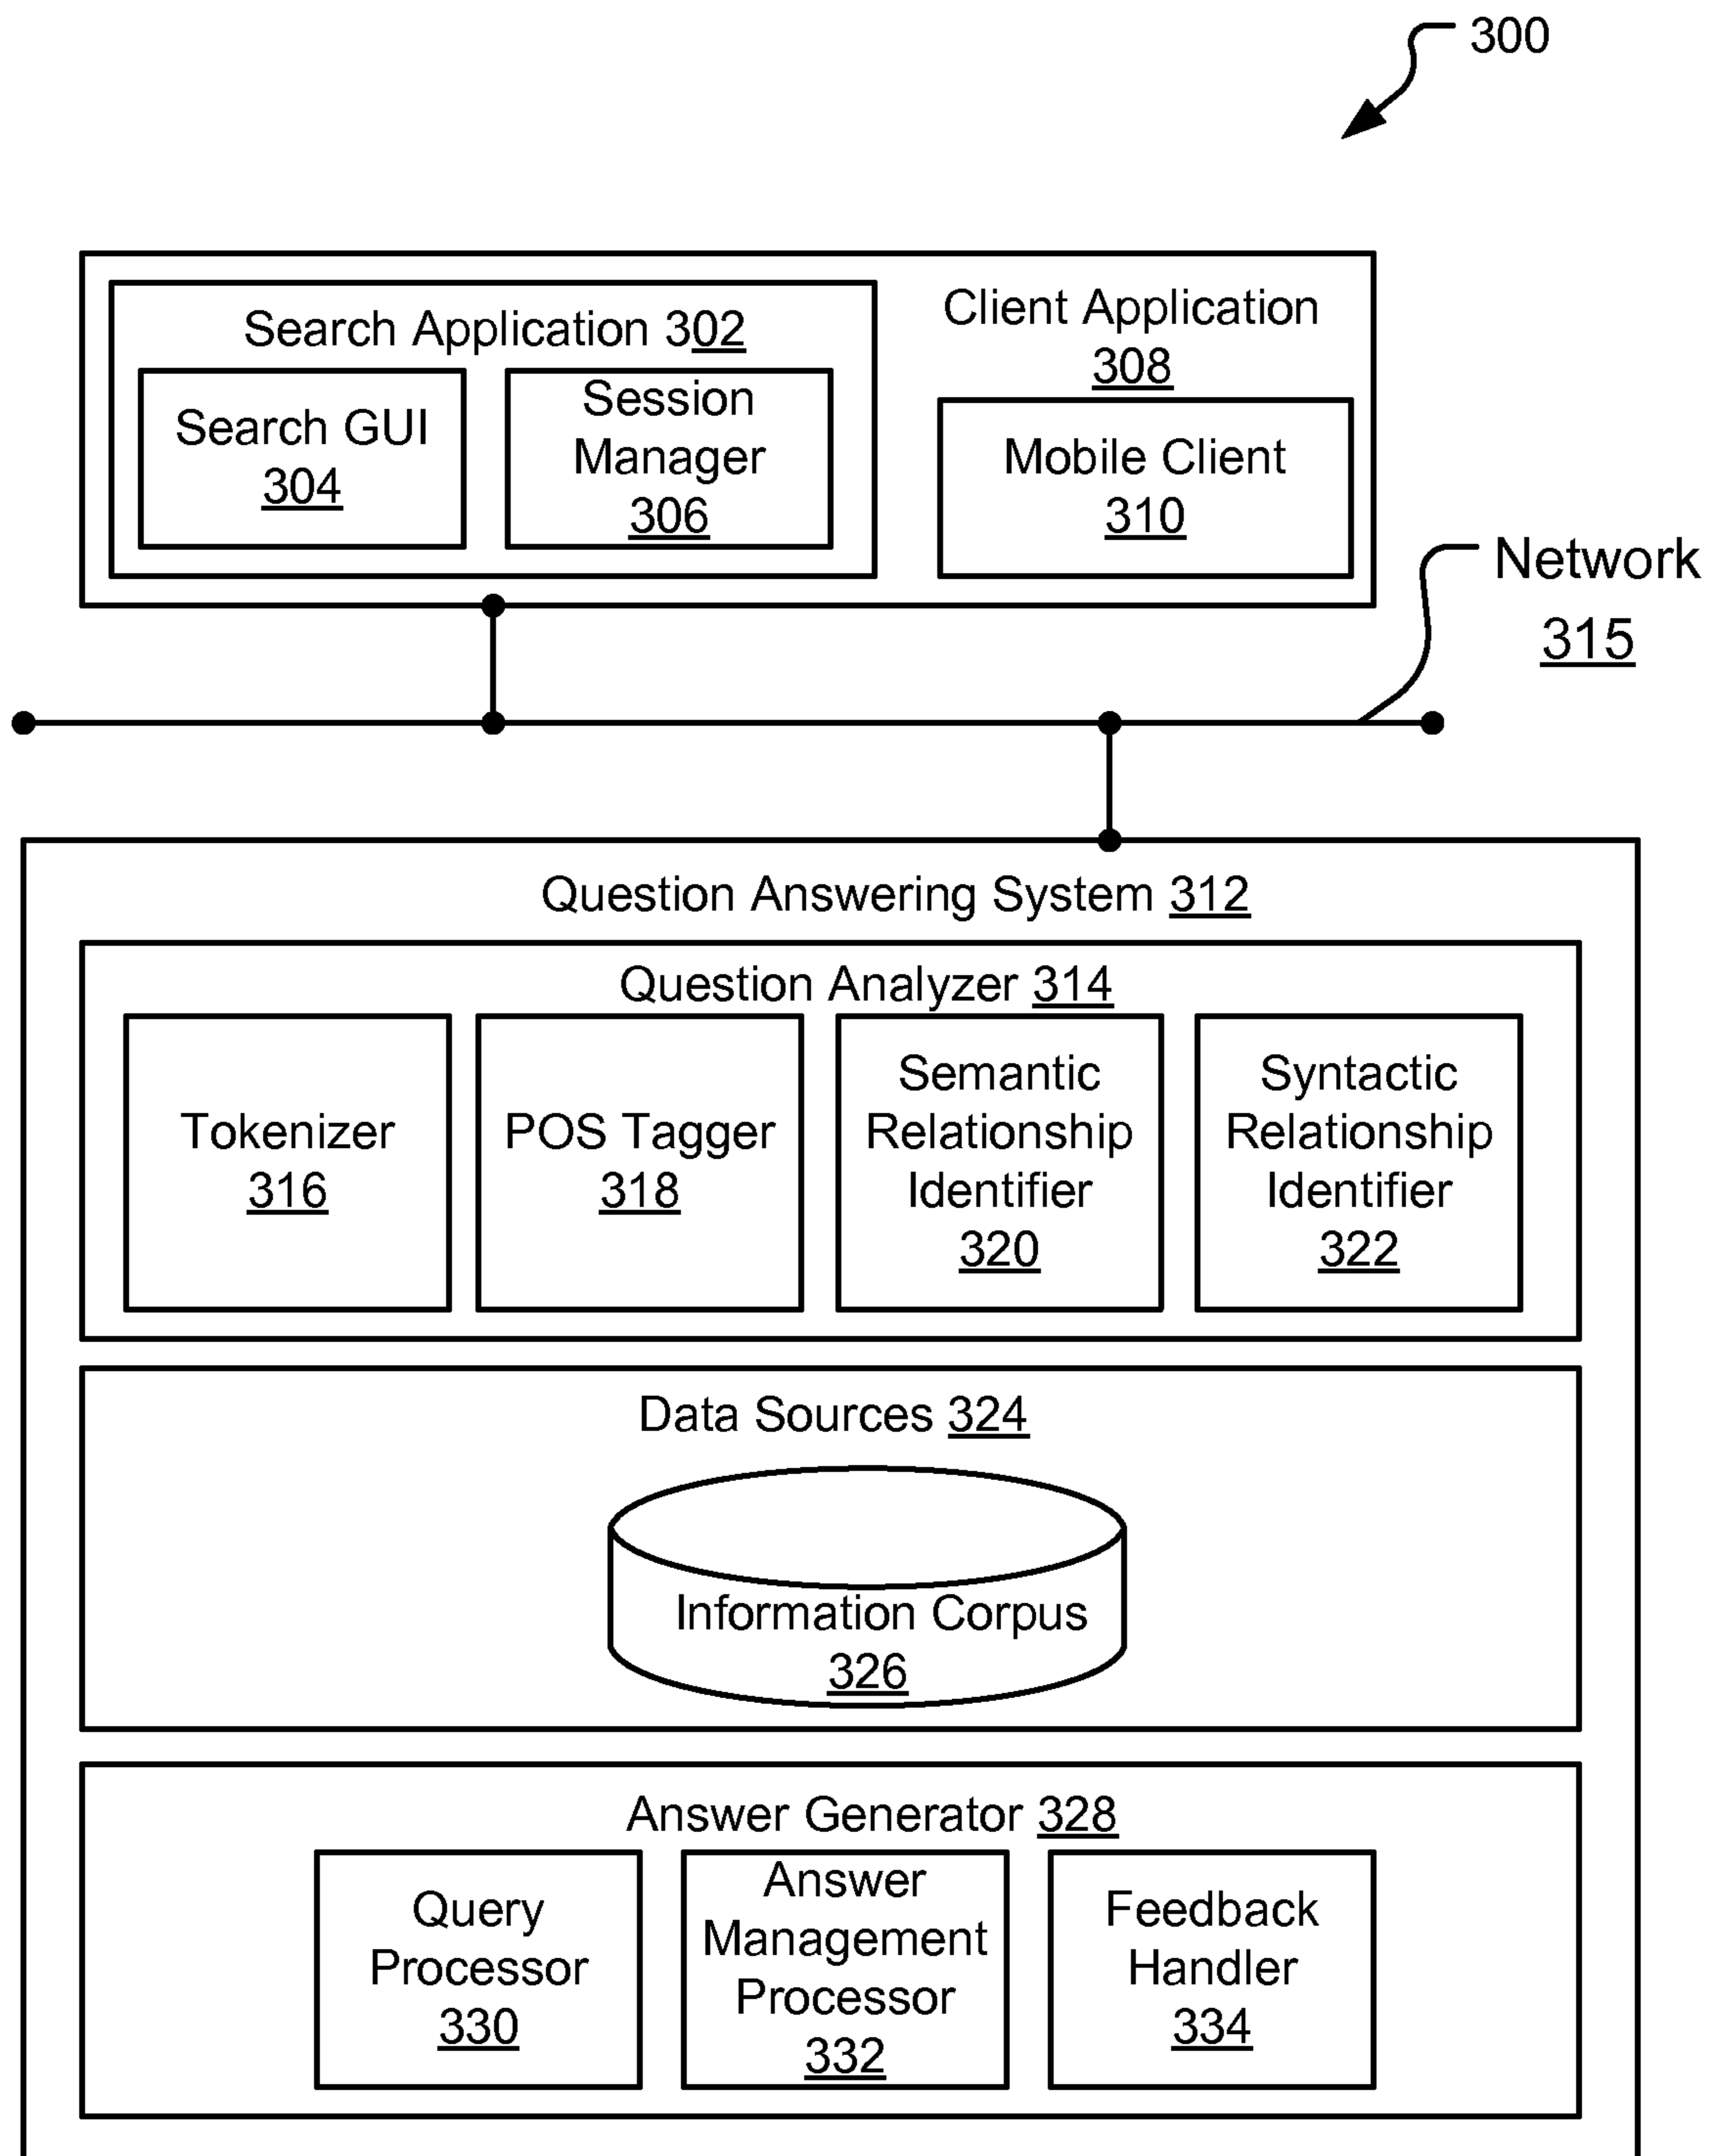 300
Search Application 302
Search GUI
304
Session
Manager
306
Client Application
308
Mobile Client
310
Network
315
Question Answering System 312
Question Analyzer 314
Tokenizer
316
POS Tagger
318
Semantic
Relationship
Identifier
320
Syntactic
Relationship
Identifier
322
Data Sources 324
Information Corpus
326
Answer Generator 328
Query
Processor
330
Answer
Management
Processor
332
Feedback
Handler
334